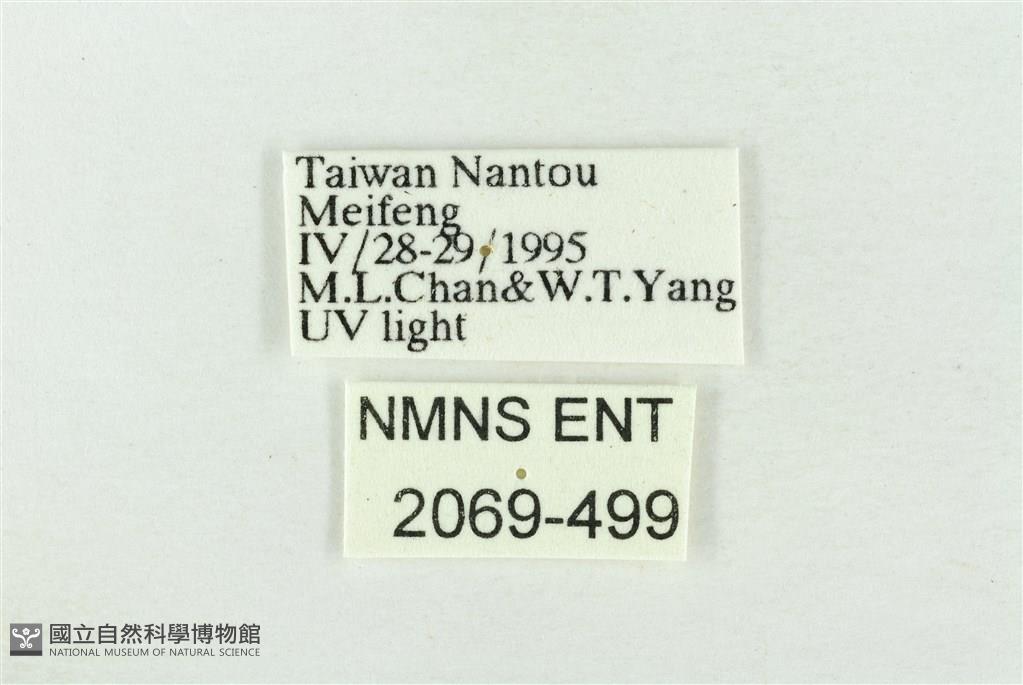 Taiwan Nantou
Meifeng
IV/28-29/1995
M.L.Chan&W.T.Yang
UV light
NMNS ENT
2069-499
國立自然科學博物館
NATIONAL MUSEUM OF NATURAL SCIENCE